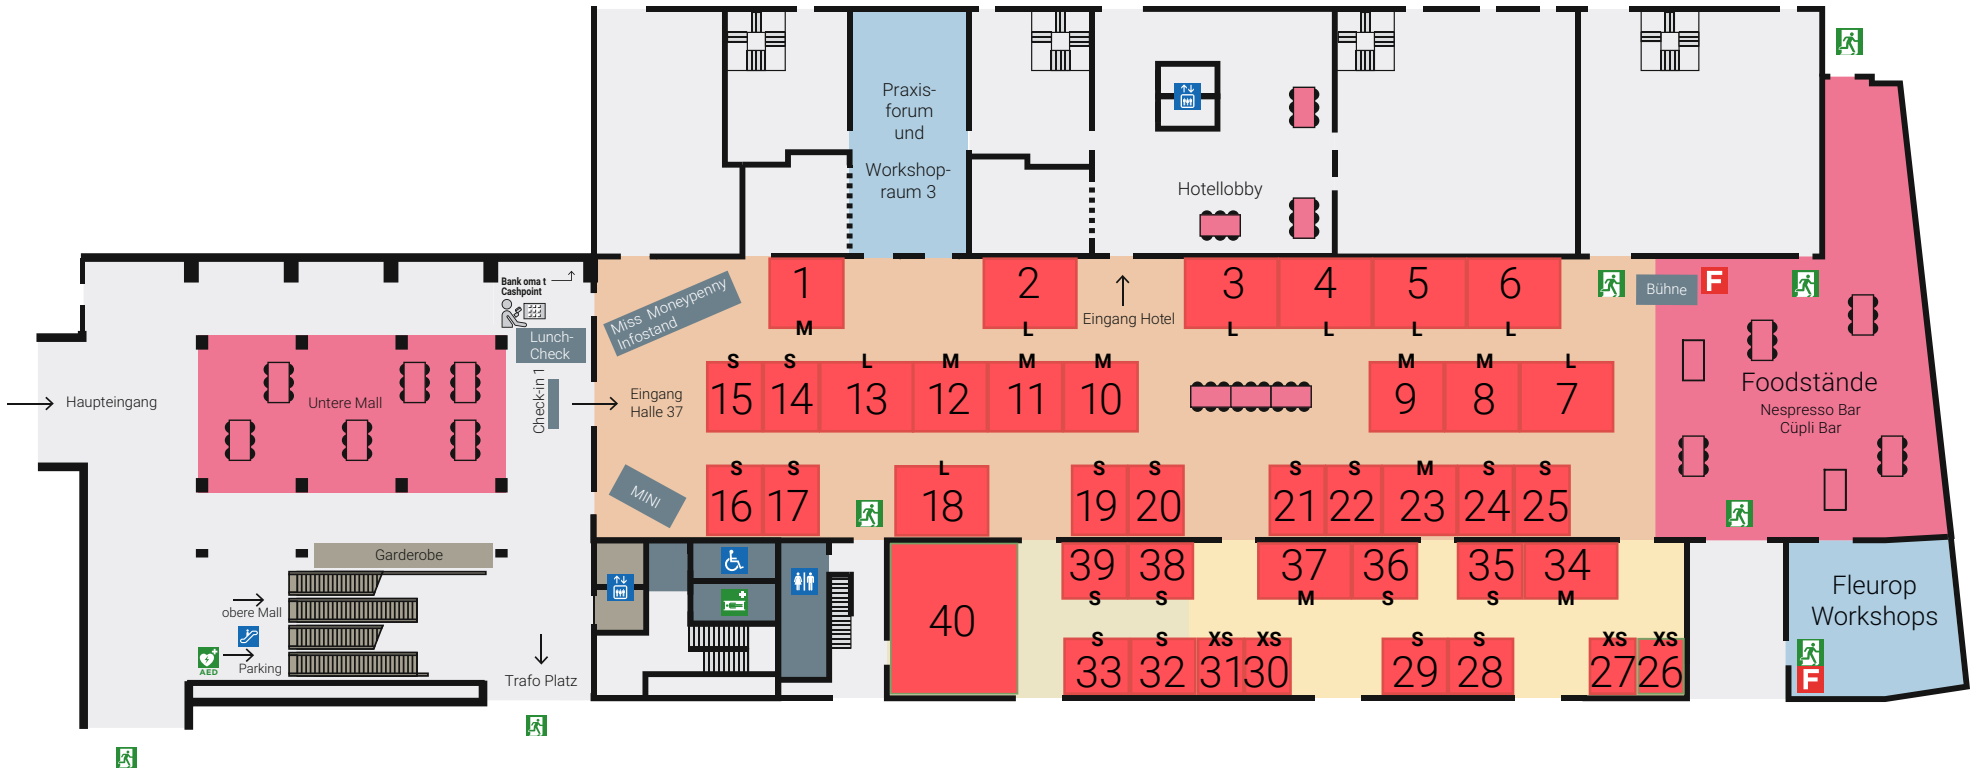 Praxis-
forum
und
Workshop-
raum 3
Hotellobby
Bank oma t
Cashpoint
Lunch-
Check
Check-in 1
Miss Moneypenny
Infostand
1
M
2
L
Eingang Hotel
3
L
4
L
5
L
6
L
Bühne
F
Haupteingang
Untere Mall
Eingang
Halle 37
S
15
S
14
L
13
M
12
M
11
M
10
M
9
M
8
L
7
Foodstände
Nespresso Bar
Cüpli Bar
MINI
S
16
S
17
L
18
S
19
S
20
S
21
S
22
M
23
S
24
S
25
Garderobe
obere Mall
AED
Parking
Trafo Platz
40
39
S
38
S
37
M
36
S
35
S
34
M
S
33
S
32
XS
31
XS
30
S
29
S
28
XS
27
XS
26
Fleurop
Workshops
F